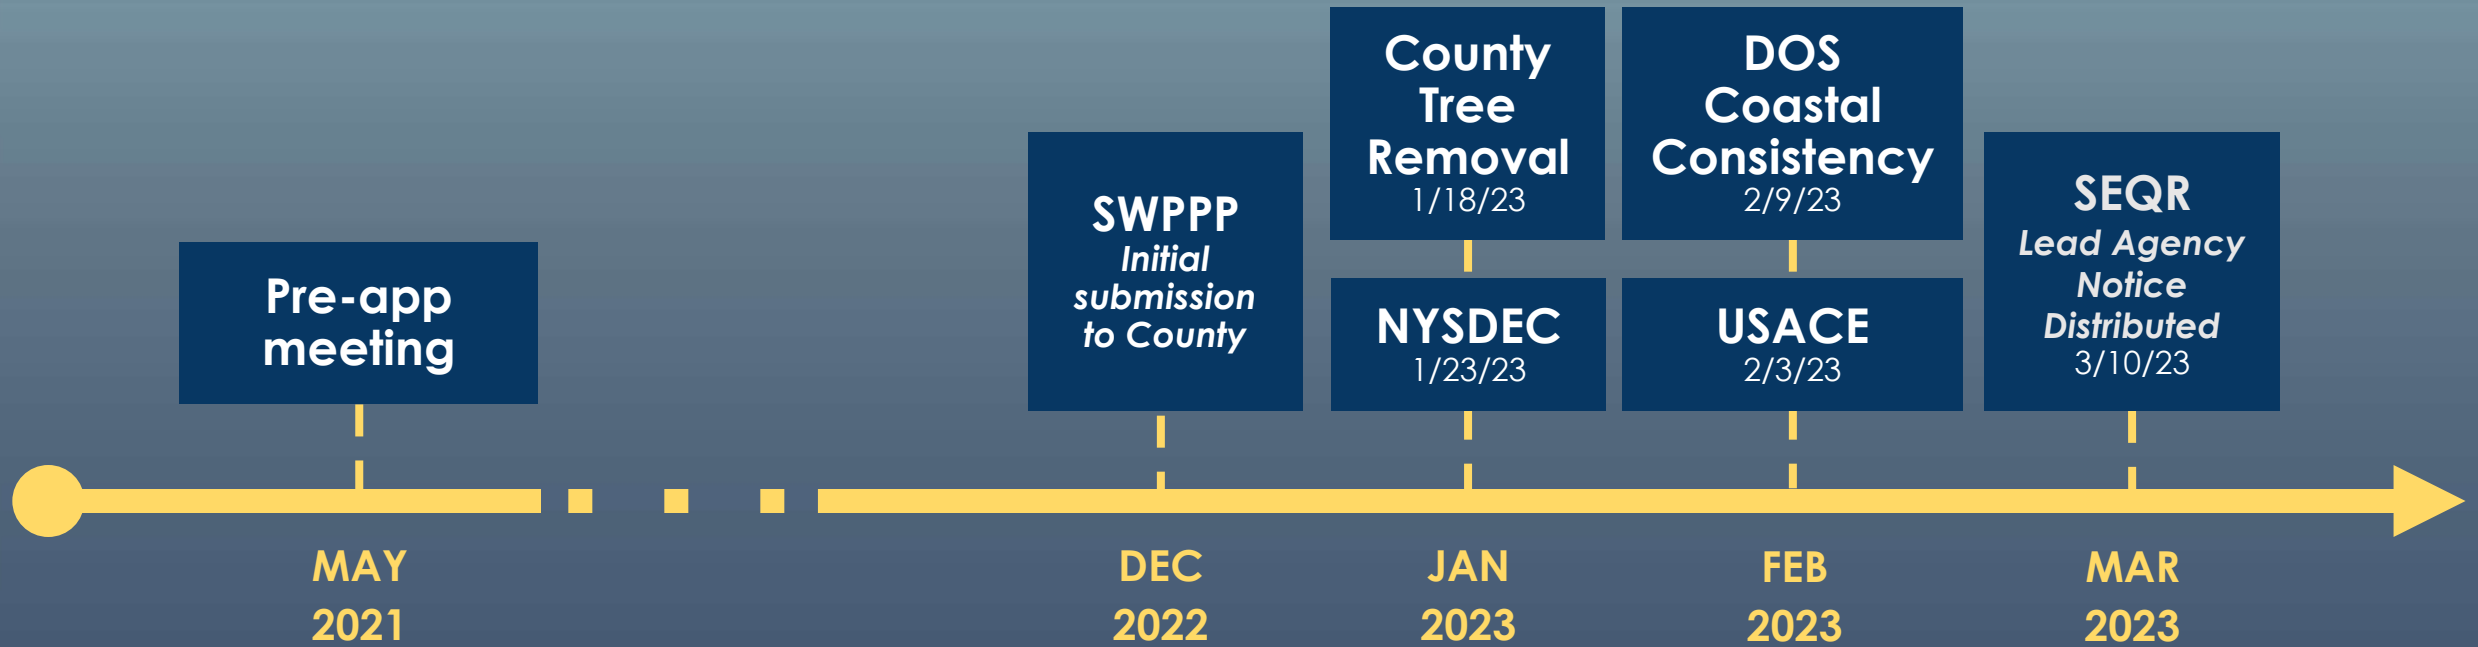 Pre-app
meeting
SWPPP
Initial
submission
to County
County
Tree
Removal
1/18/23
NYSDEC
1/23/23
DOS
Coastal
Consistency
2/9/23
USACE
2/3/23
SEQR
Lead Agency
Notice
Distributed
3/10/23
MAY
2021
DEC
2022
JAN
2023
FEB
2023
MAR
2023